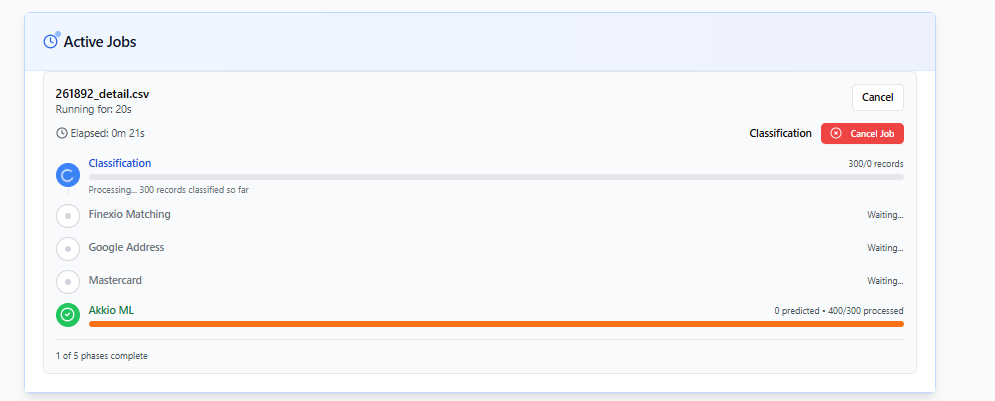 Active Jobs
261892_detail.csv
Cancel
Running for: 20s
Elapsed: 0m 21s
Classification
Cancel Job
Classification
300/0 records
Processing... 300 records classified so far
Finexio Matching
Waiting...
Google Address
Waiting...
Mastercard
Waiting...
Akkio ML
0 predicted • 400/300 processed
1 of 5 phases complete